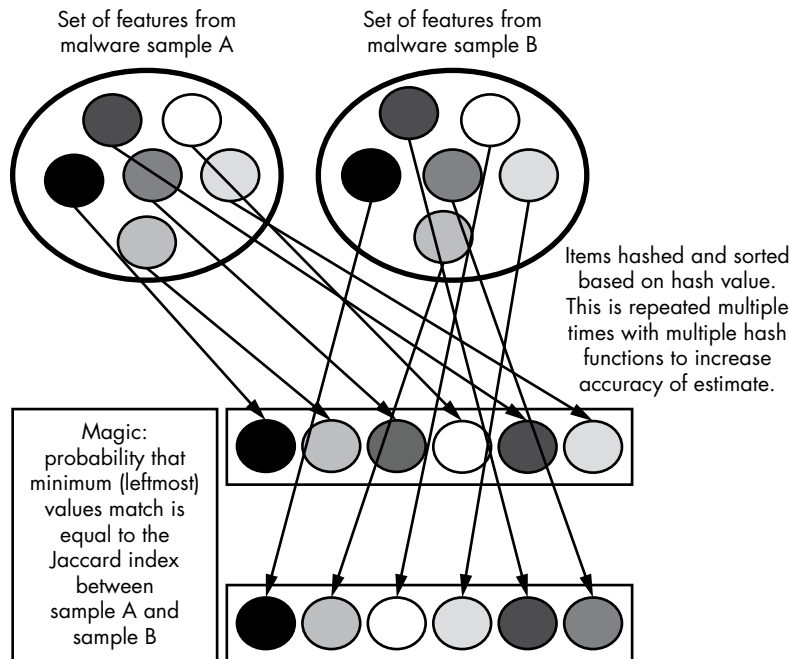 Set of features from
malware sample A
Set of features from
malware sample B
Items hashed and sorted
based on hash value.
This is repeated multiple
times with multiple hash
functions to increase
accuracy of estimate.
Magic:
probability that
minimum (leftmost)
values match is
equal to the
Jaccard index
between
sample A and
sample B